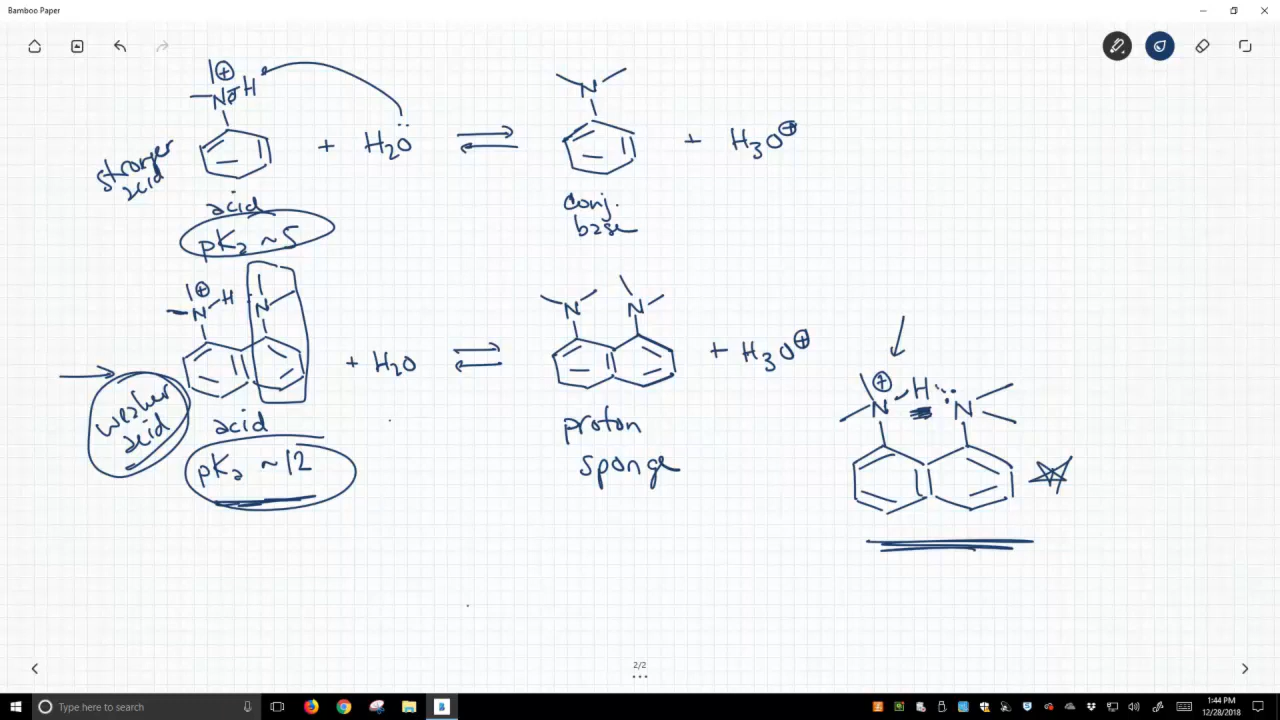 Bamboo Paper
⊕
N H
+ H2O ⇌
N
+ H3O⊕
stronger
acid
acid
pKa ~ 5
conj.
base
⊕
N H N
+ H2O ⇌
N N
+ H3O⊕
weaker
acid
acid
pKa ~ 12
proton
sponge
⊕
N H N
2/2
Type here to search
1:44 PM
12/28/2018